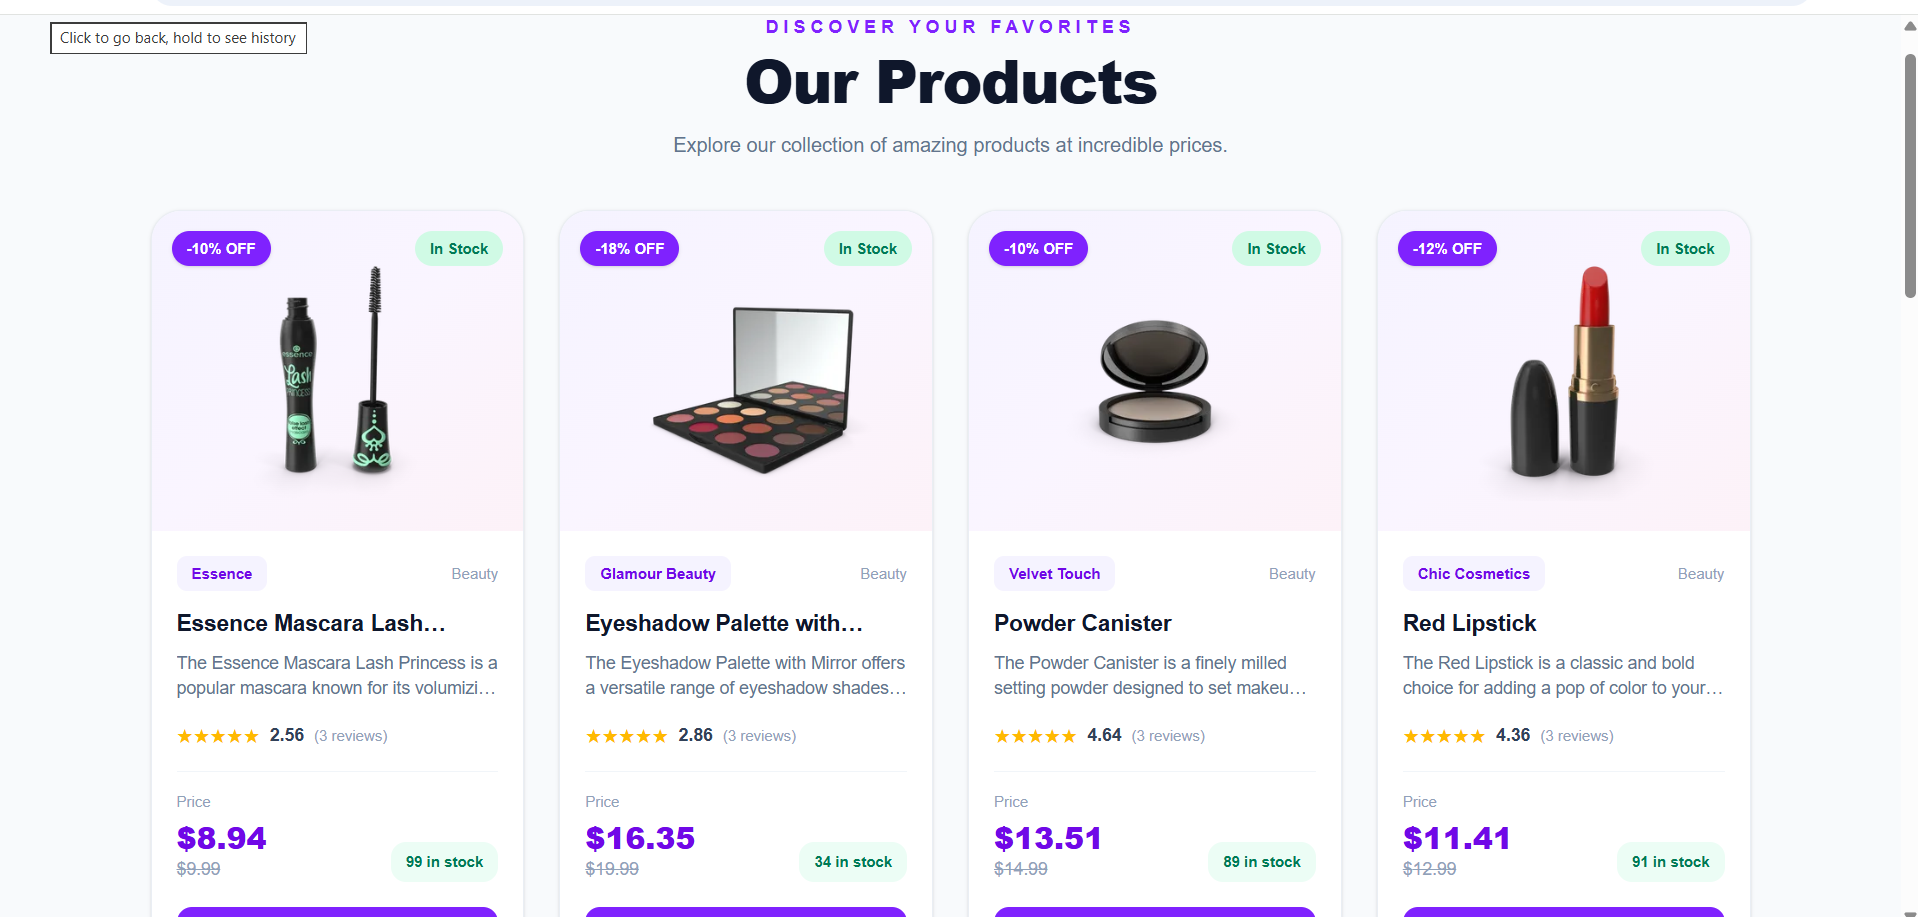 Click to go back, hold to see history
DISCOVER YOUR FAVORITES
Our Products
Explore our collection of amazing products at incredible prices.
-10% OFF
In Stock
essence
Lash
PRINCESS
false lash
effect
Essence
Beauty
Essence Mascara Lash…
The Essence Mascara Lash Princess is a
popular mascara known for its volumizi…
★★★★★ 2.56 (3 reviews)
Price
$8.94
$9.99
99 in stock
-18% OFF
In Stock
Glamour Beauty
Beauty
Eyeshadow Palette with…
The Eyeshadow Palette with Mirror offers
a versatile range of eyeshadow shades…
★★★★★ 2.86 (3 reviews)
Price
$16.35
$19.99
34 in stock
-10% OFF
In Stock
Velvet Touch
Beauty
Powder Canister
The Powder Canister is a finely milled
setting powder designed to set makeu…
★★★★★ 4.64 (3 reviews)
Price
$13.51
$14.99
89 in stock
-12% OFF
In Stock
Chic Cosmetics
Beauty
Red Lipstick
The Red Lipstick is a classic and bold
choice for adding a pop of color to your…
★★★★★ 4.36 (3 reviews)
Price
$11.41
$12.99
91 in stock